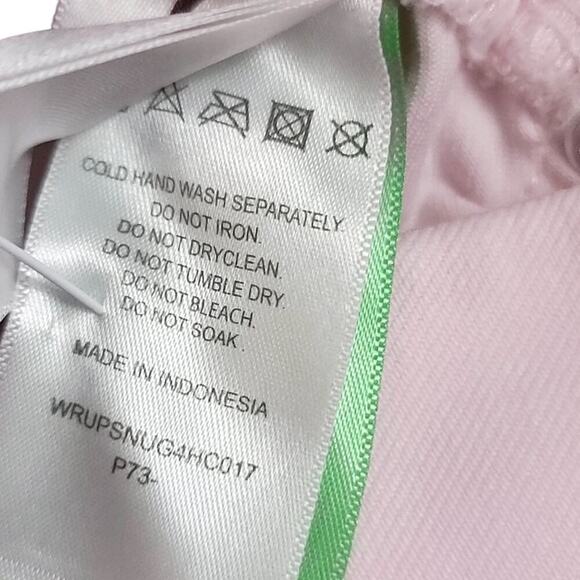 COLD HAND WASH SEPARATELY
DO NOT IRON.
DO NOT DRYCLEAN.
DO NOT TUMBLE DRY.
DO NOT BLEACH.
DO NOT SOAK.
MADE IN INDONESIA
WRUPSNUG4HC017
P73-